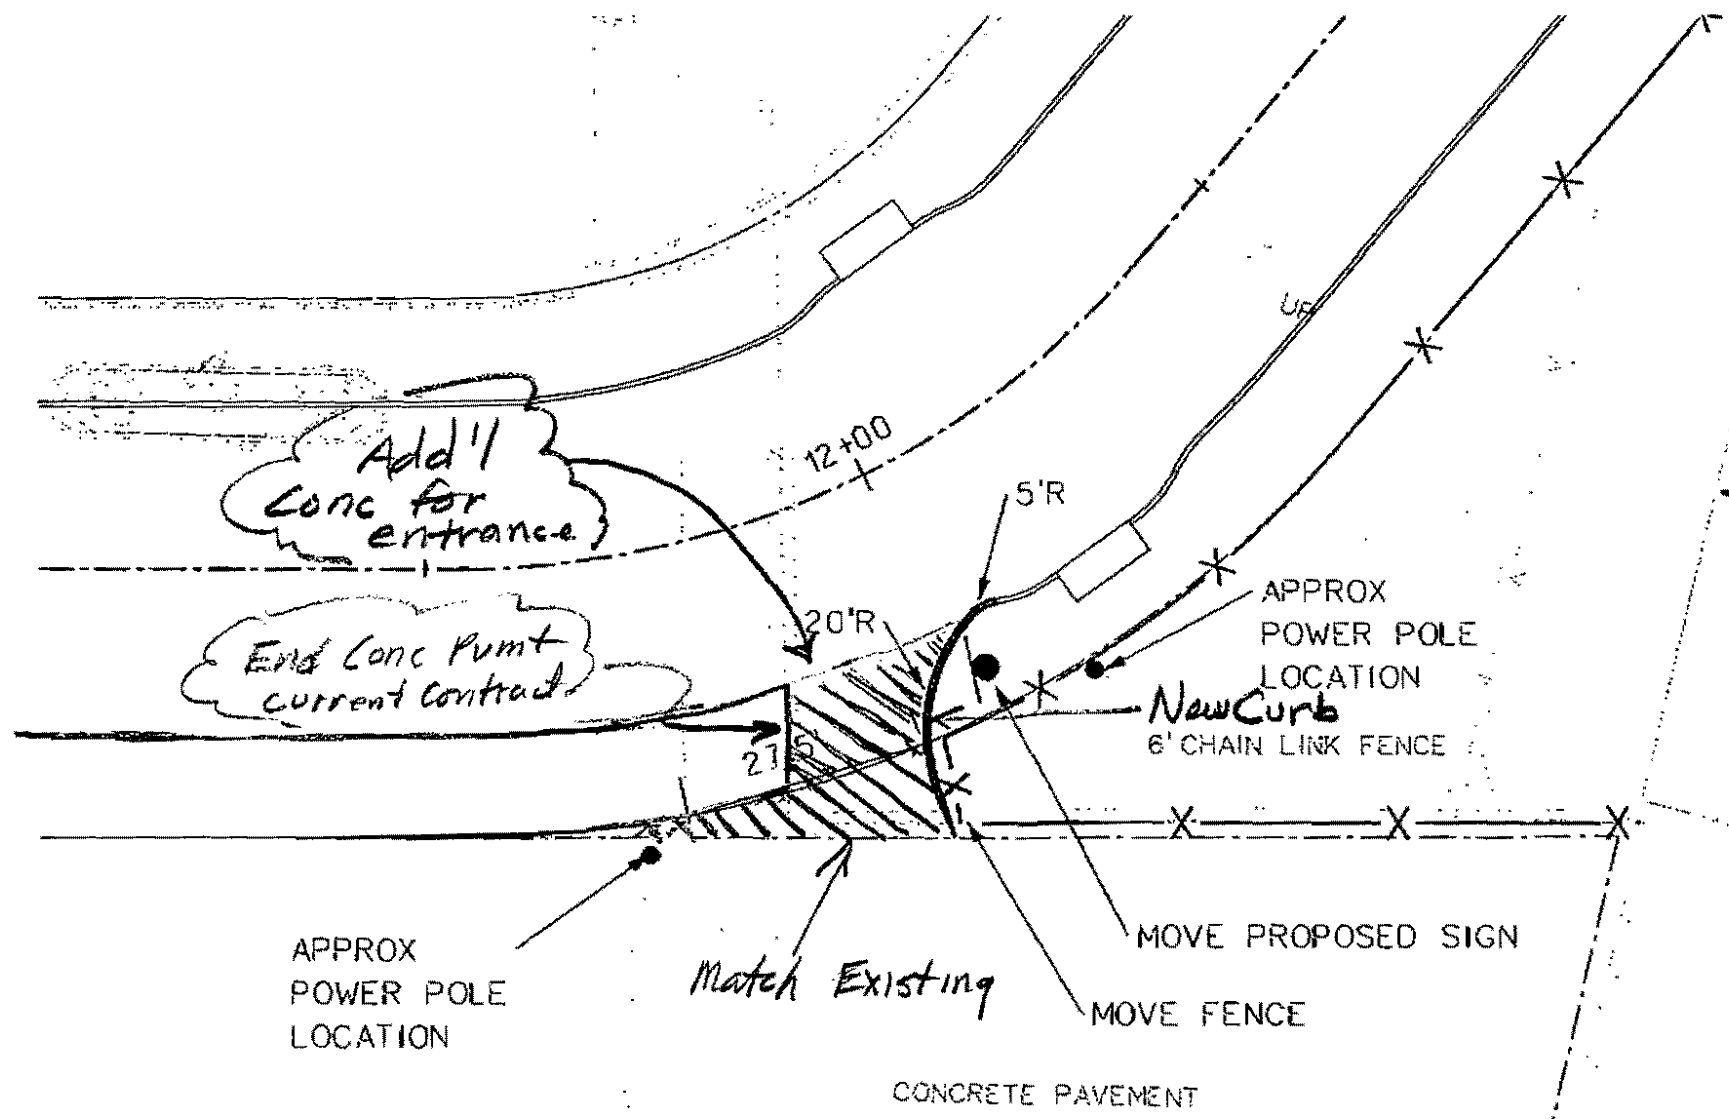 Add'l
Conc for
entrance
12+00
5'R
UP
20'R
End Conc Pvmt
current Contract
27.5'
APPROX
POWER POLE
LOCATION
New Curb
6' CHAIN LINK FENCE
APPROX
POWER POLE
LOCATION
Match Existing
MOVE PROPOSED SIGN
MOVE FENCE
CONCRETE PAVEMENT